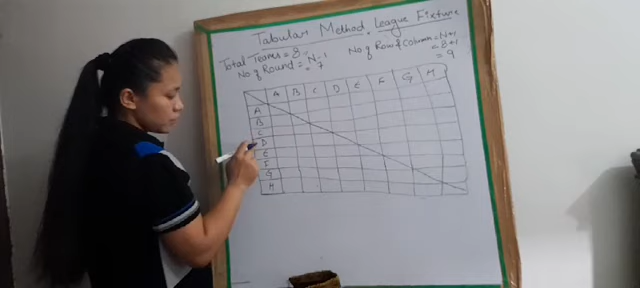 Tabular Method League Fixture
Total Teams = 8
No of Round = N-1
= 7
No of Row & Column = N+1
= 8+1
= 9
A B C D E F G H
A
B
C
D
E
F
G
H